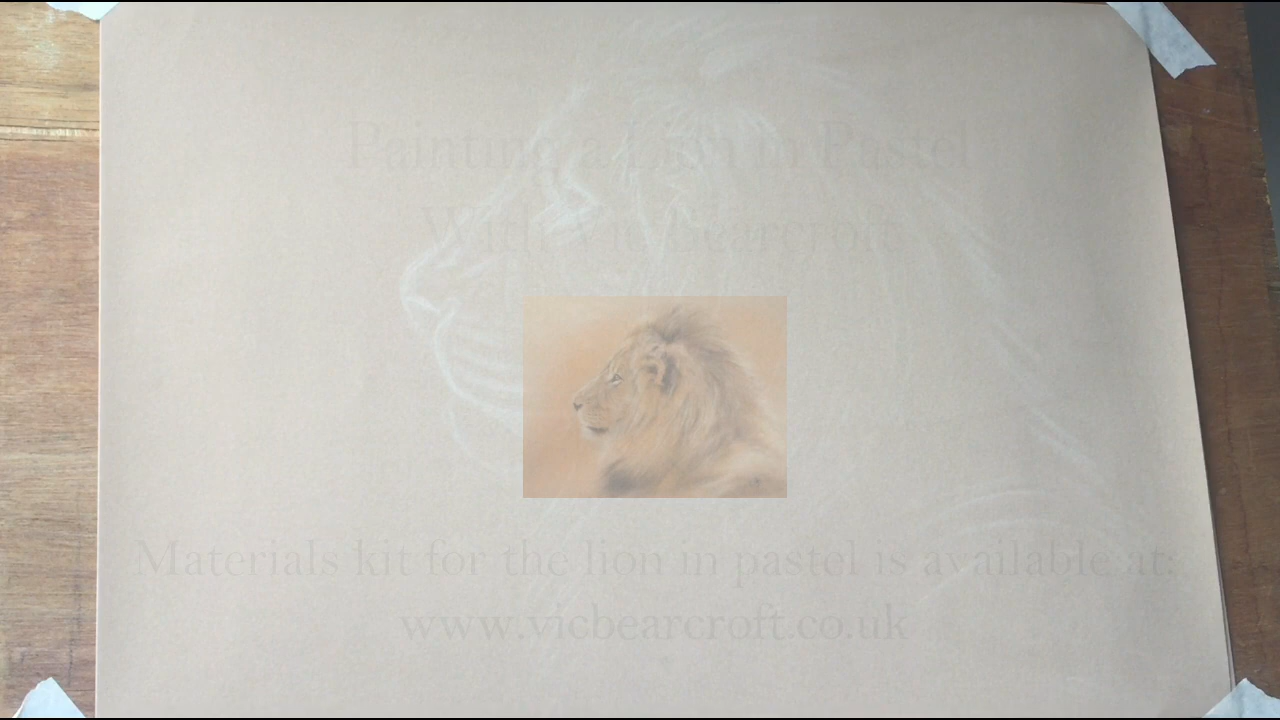 Painting a Lion in Pastel
With Vic Bearcroft
Materials kit for the lion in pastel is available at:
www.vicbearcroft.co.uk